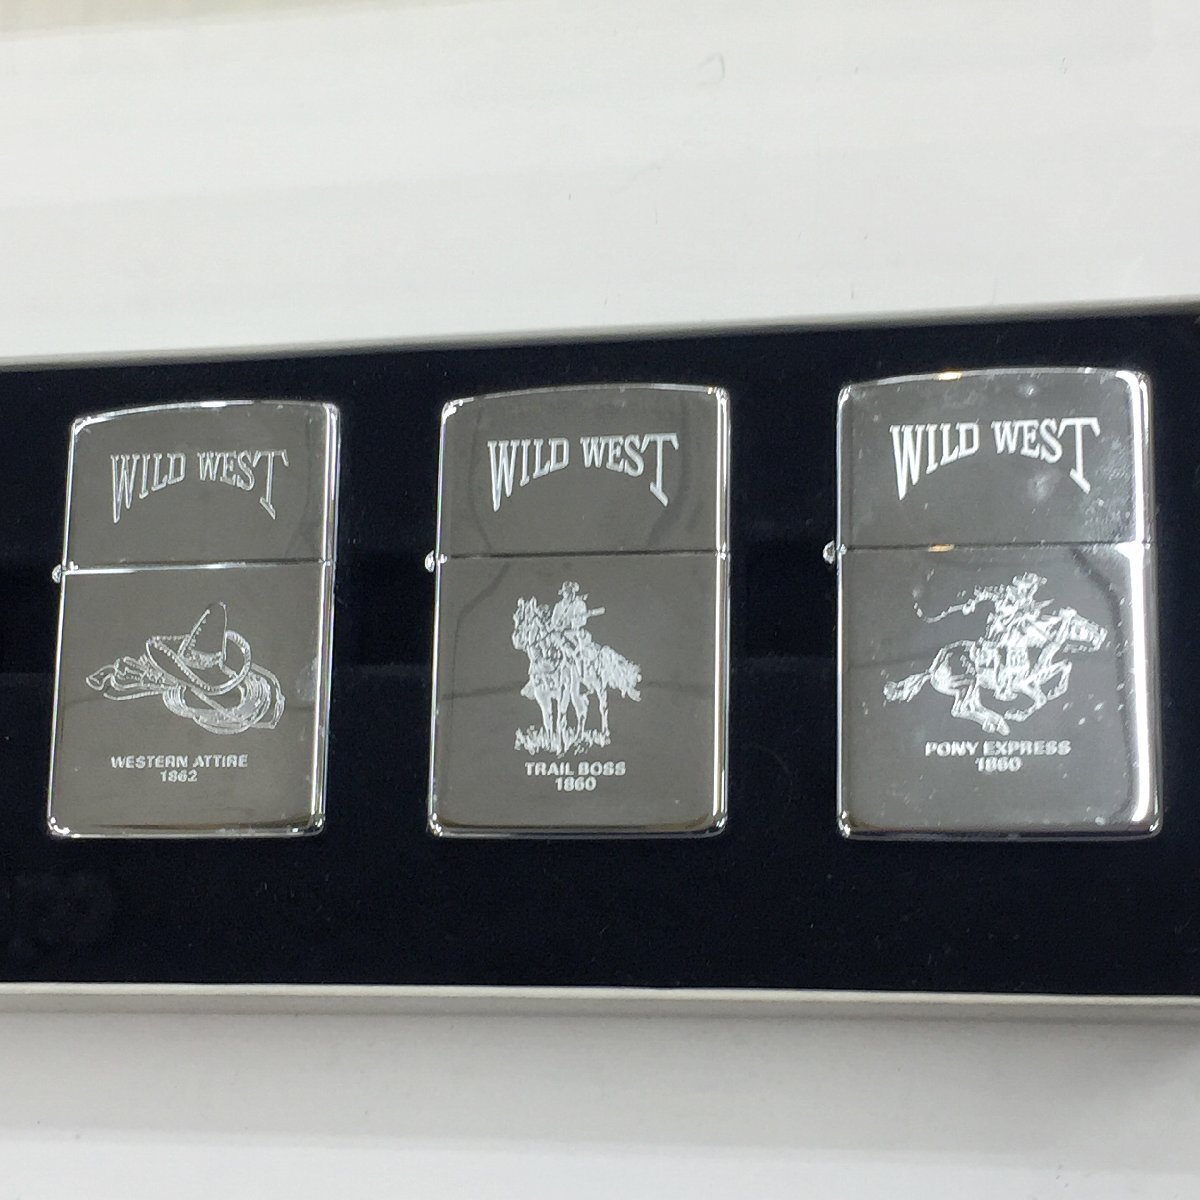 WILD WEST
WESTERN ATTIRE
1862
WILD WEST
TRAIL BOSS
1860
WILD WEST
PONY EXPRESS
1860